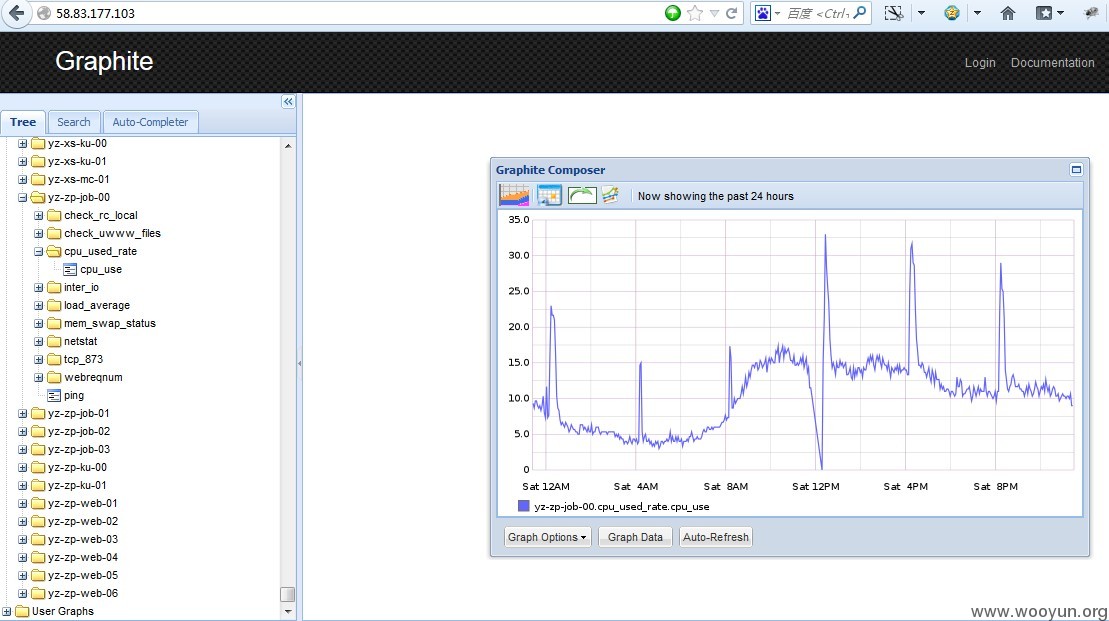 58.83.177.103
百度 <Ctrl+
Graphite
Login Documentation
Tree Search Auto-Completer
yz-xs-ku-00
yz-xs-ku-01
yz-xs-mc-01
yz-zp-job-00
check_rc_local
check_uwww_files
cpu_used_rate
cpu_use
inter_io
load_average
mem_swap_status
netstat
tcp_873
webreqnum
ping
yz-zp-job-01
yz-zp-job-02
yz-zp-job-03
yz-zp-ku-00
yz-zp-ku-01
yz-zp-web-01
yz-zp-web-02
yz-zp-web-03
yz-zp-web-04
yz-zp-web-05
yz-zp-web-06
User Graphs
Graphite Composer
Now showing the past 24 hours
35.0
30.0
25.0
20.0
15.0
10.0
5.0
0
Sat 12AM Sat 4AM Sat 8AM Sat 12PM Sat 4PM Sat 8PM
yz-zp-job-00.cpu_used_rate.cpu_use
Graph Options Graph Data Auto-Refresh
www.wooyun.org